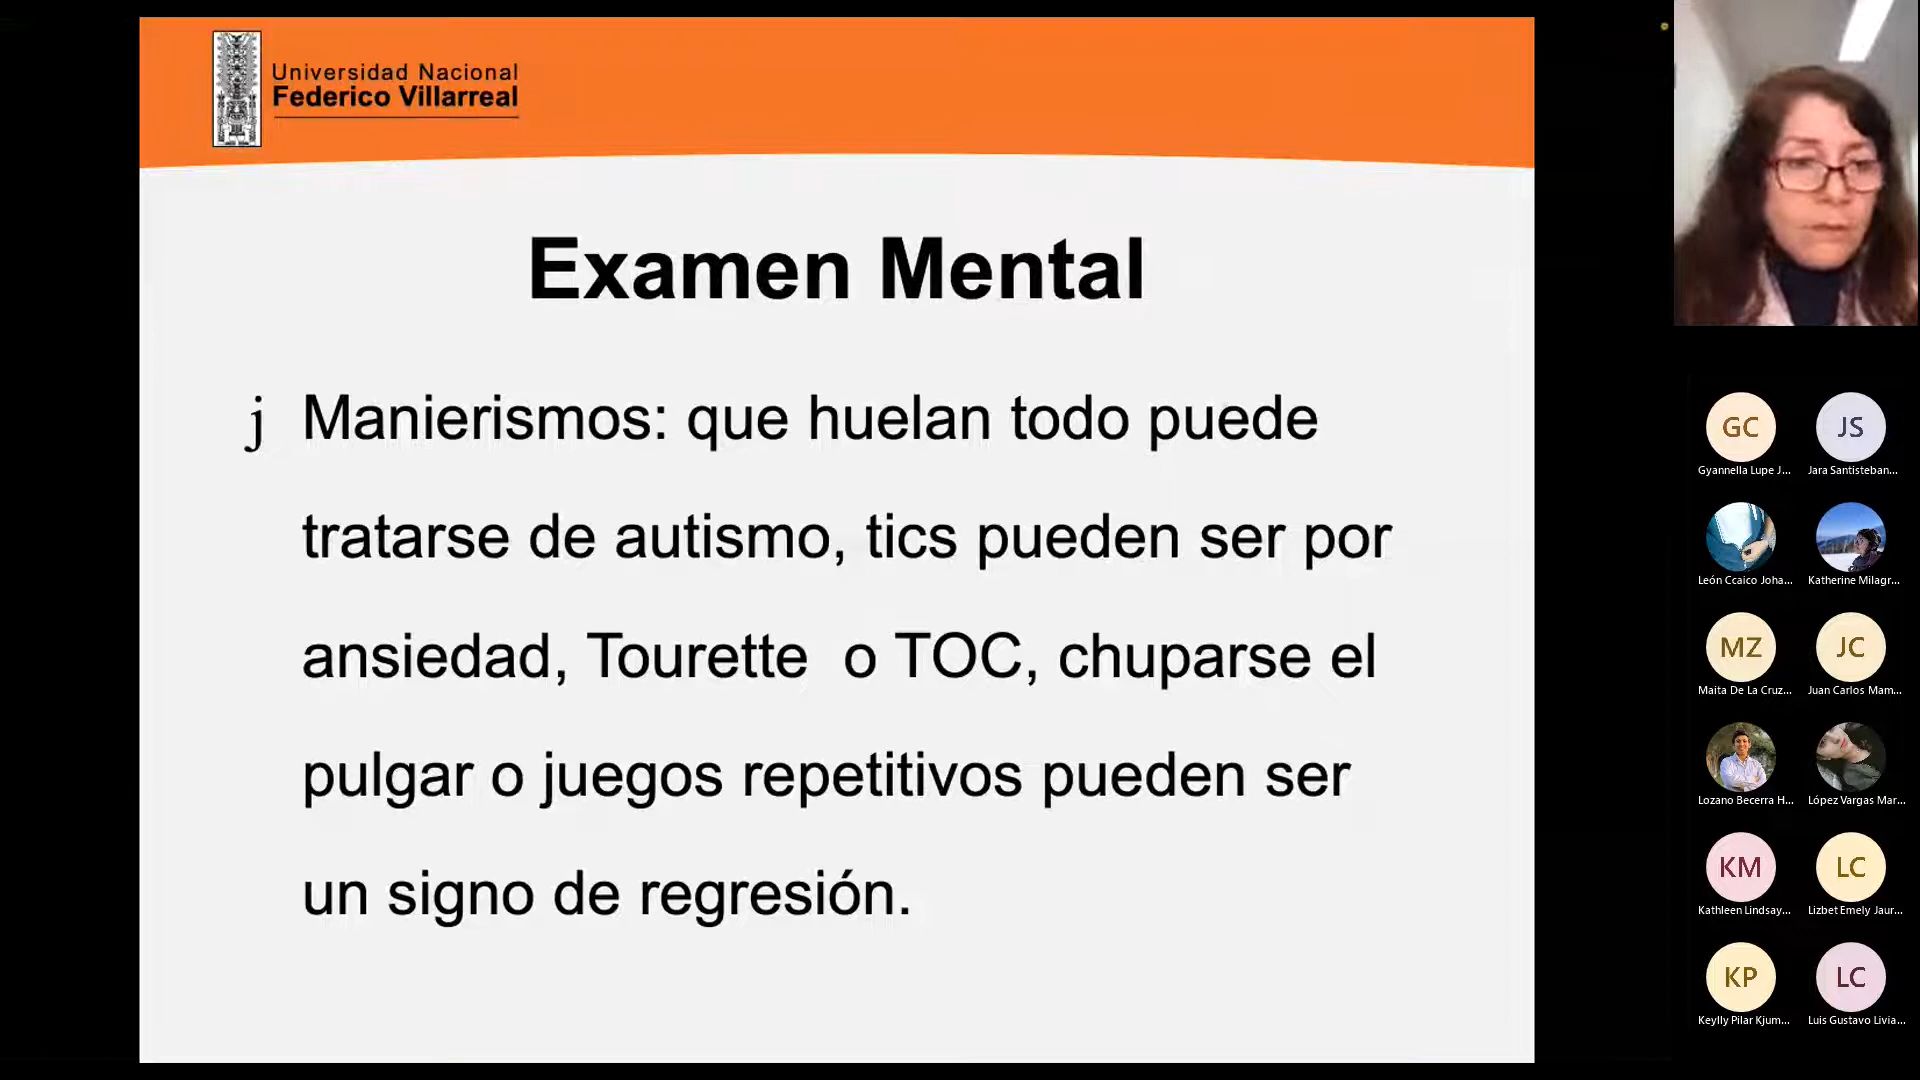 Universidad Nacional
Federico Villarreal
Examen Mental
j Manierismos: que huelan todo puede
tratarse de autismo, tics pueden ser por
ansiedad, Tourette  o TOC, chuparse el
pulgar o juegos repetitivos pueden ser
un signo de regresión.
GC
JS
Gyannella Lupe J...
Jara Santisteban...
León Ccaico Joha...
Katherine Milagr...
MZ
JC
Maita De La Cruz...
Juan Carlos Mam...
Lozano Becerra H...
López Vargas Mar...
KM
LC
Kathleen Lindsay...
Lizbet Emely Jaur...
KP
LC
Keylly Pilar Kjum...
Luis Gustavo Livia...